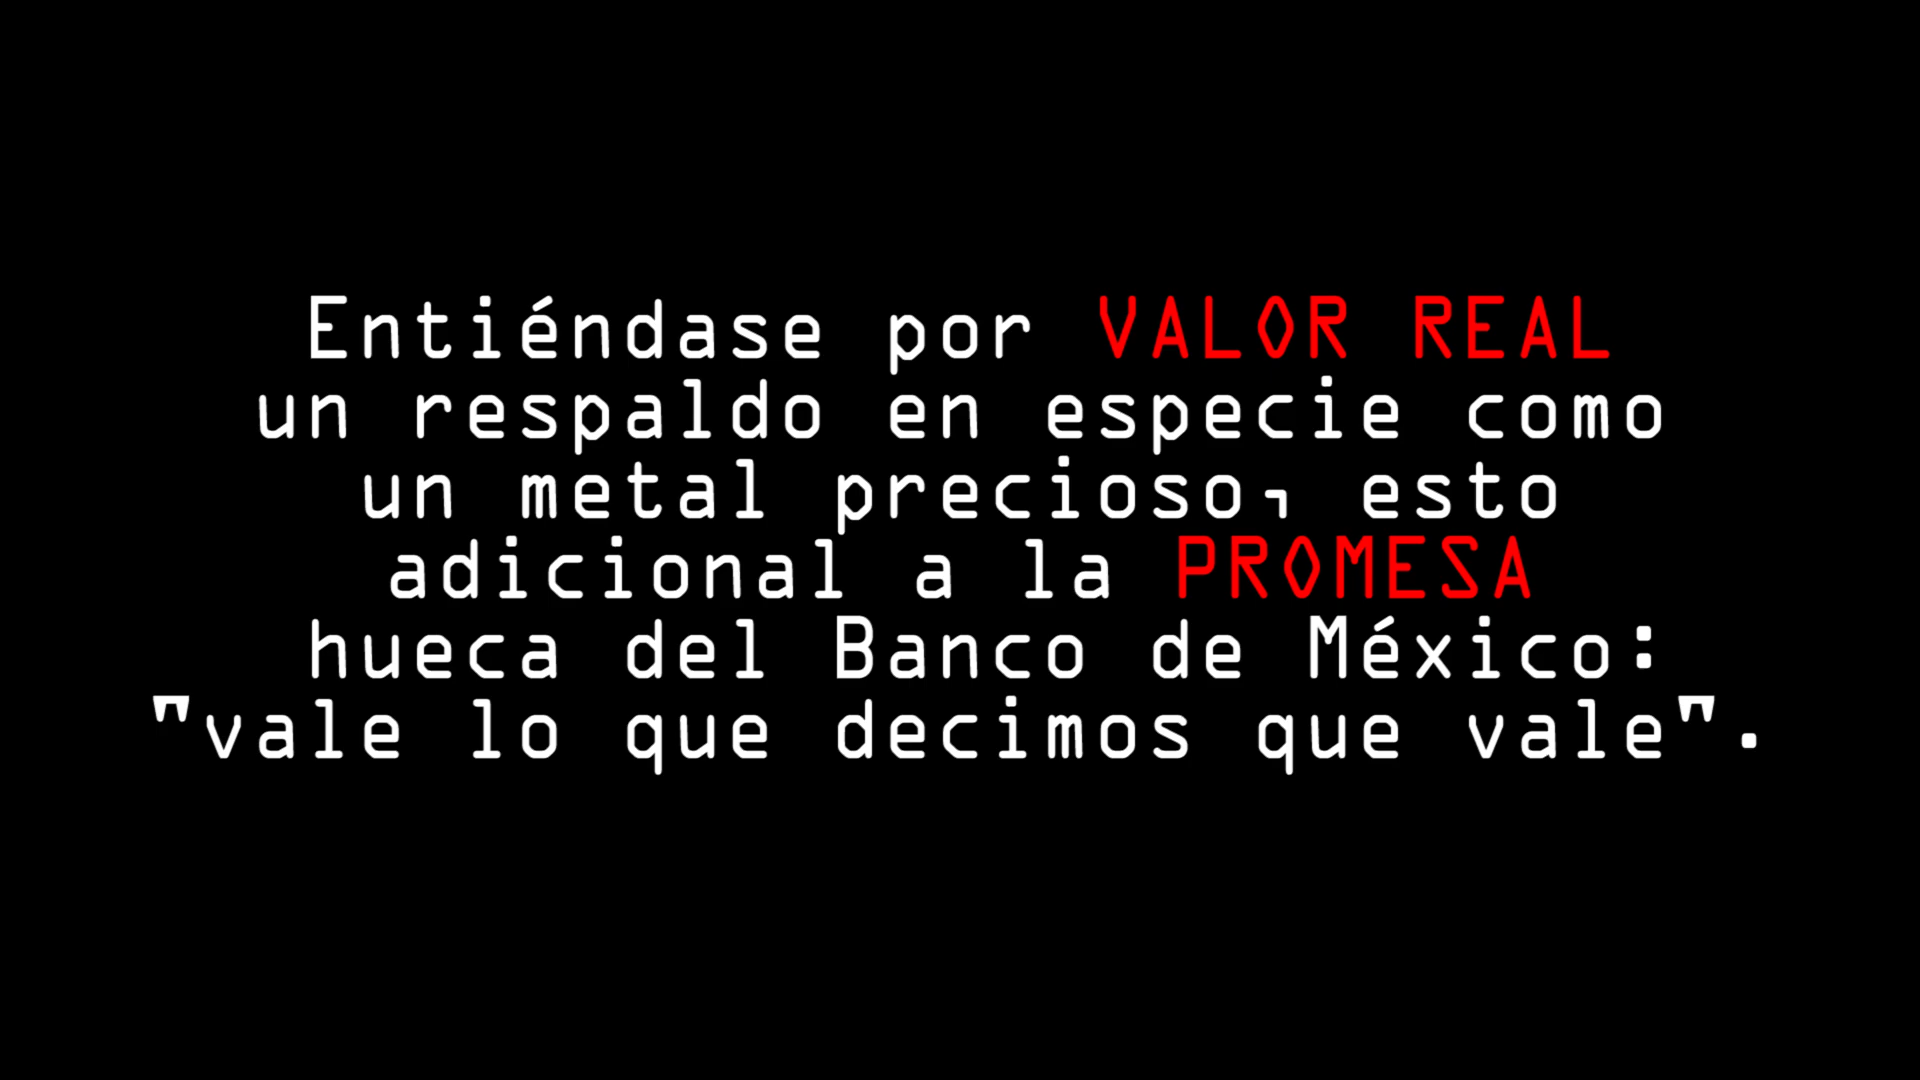 Entiéndase por VALOR REAL
un respaldo en especie como
un metal precioso, esto
adicional a la PROMESA
hueca del Banco de México:
"vale lo que decimos que vale".